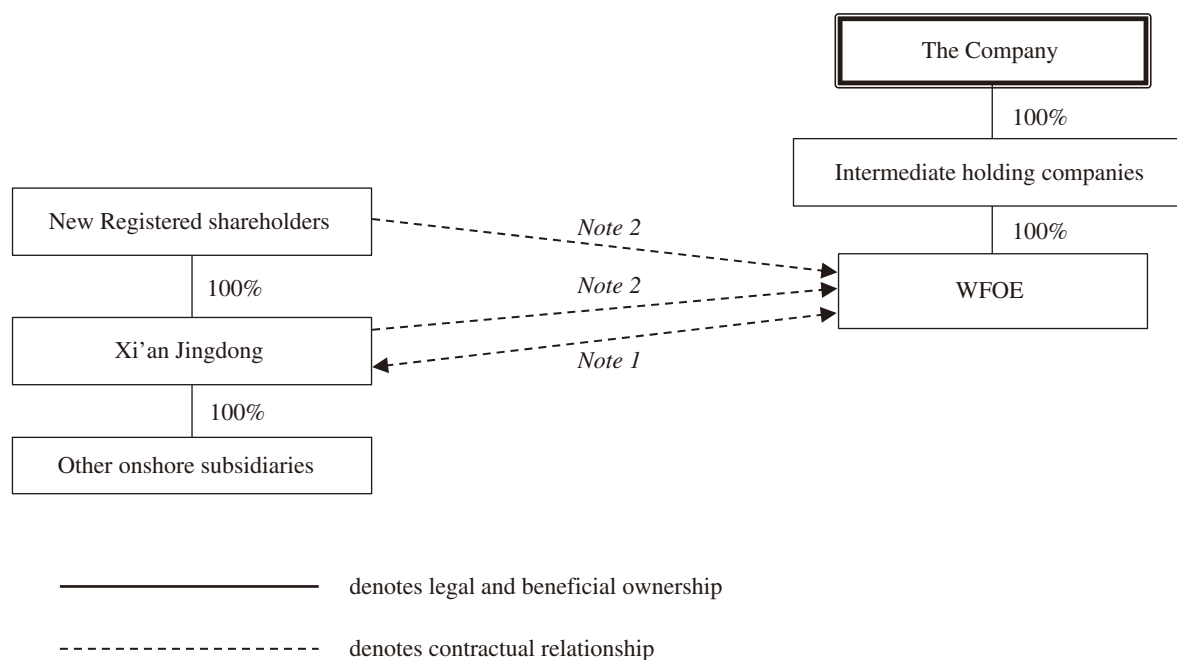 The Company
100%
Intermediate holding companies
New Registered shareholders
Note 2
100%
100%
Note 2
WFOE
Xi’an Jingdong
Note 1
100%
Other onshore subsidiaries
denotes legal and beneficial ownership
denotes contractual relationship